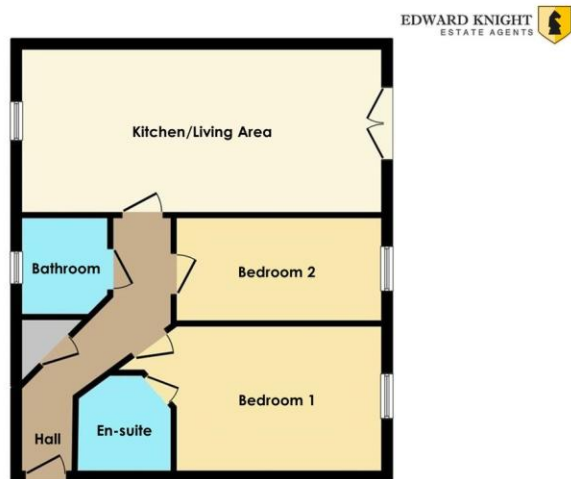 EDWARD KNIGHT
ESTATE AGENTS
Kitchen/Living Area
Bathroom
Bedroom 2
Bedroom 1
En-suite
Hall